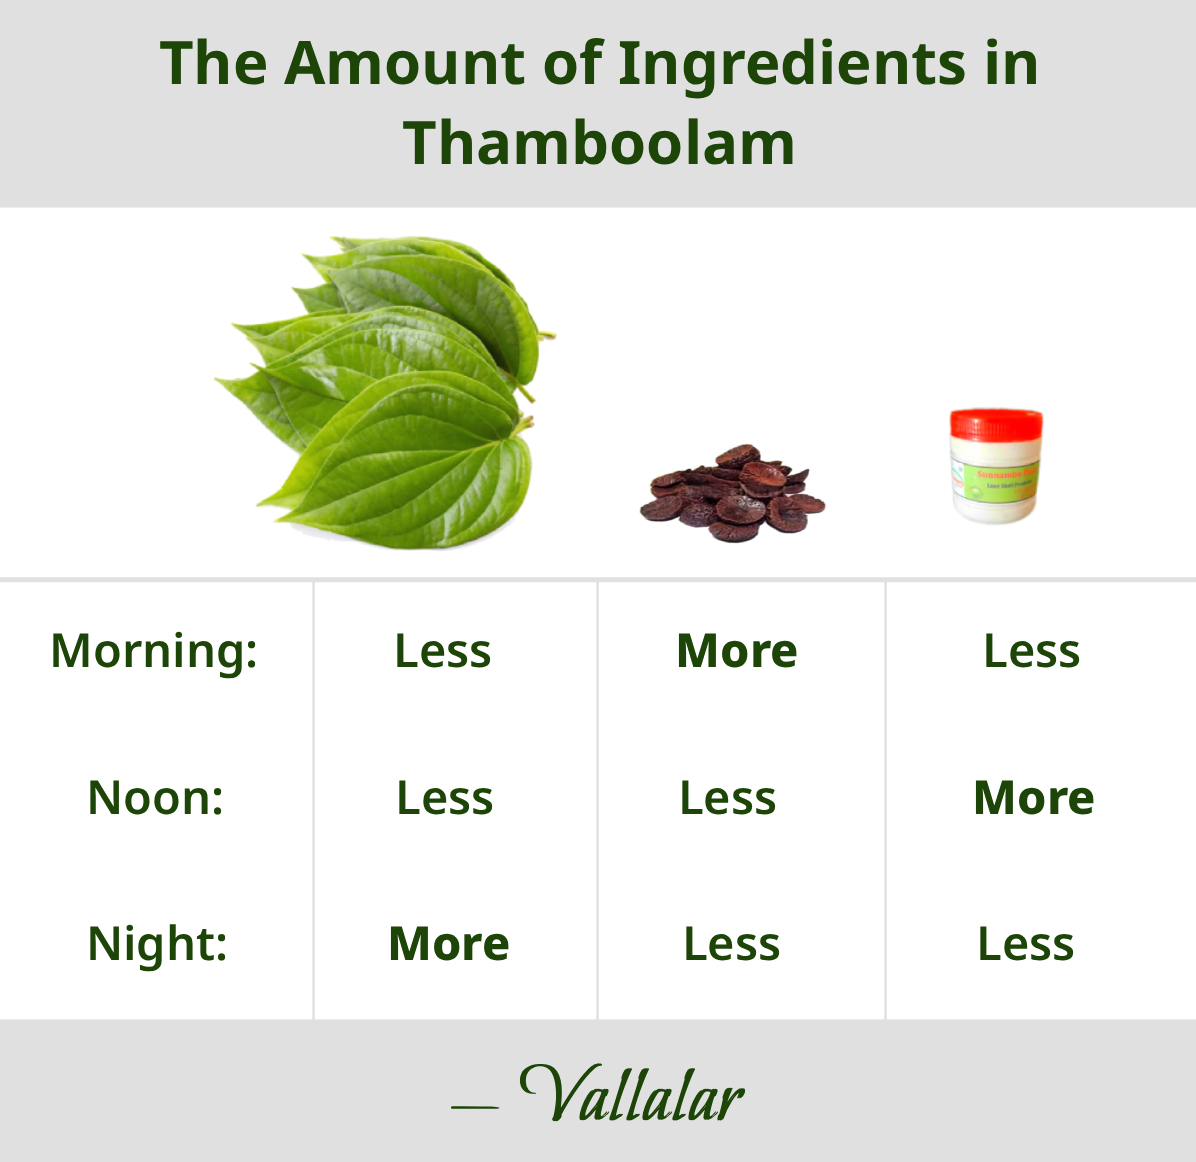 The Amount of Ingredients in
Thamboolam
Morning: Less More Less
Noon: Less Less More
Night: More Less Less
— Vallalar